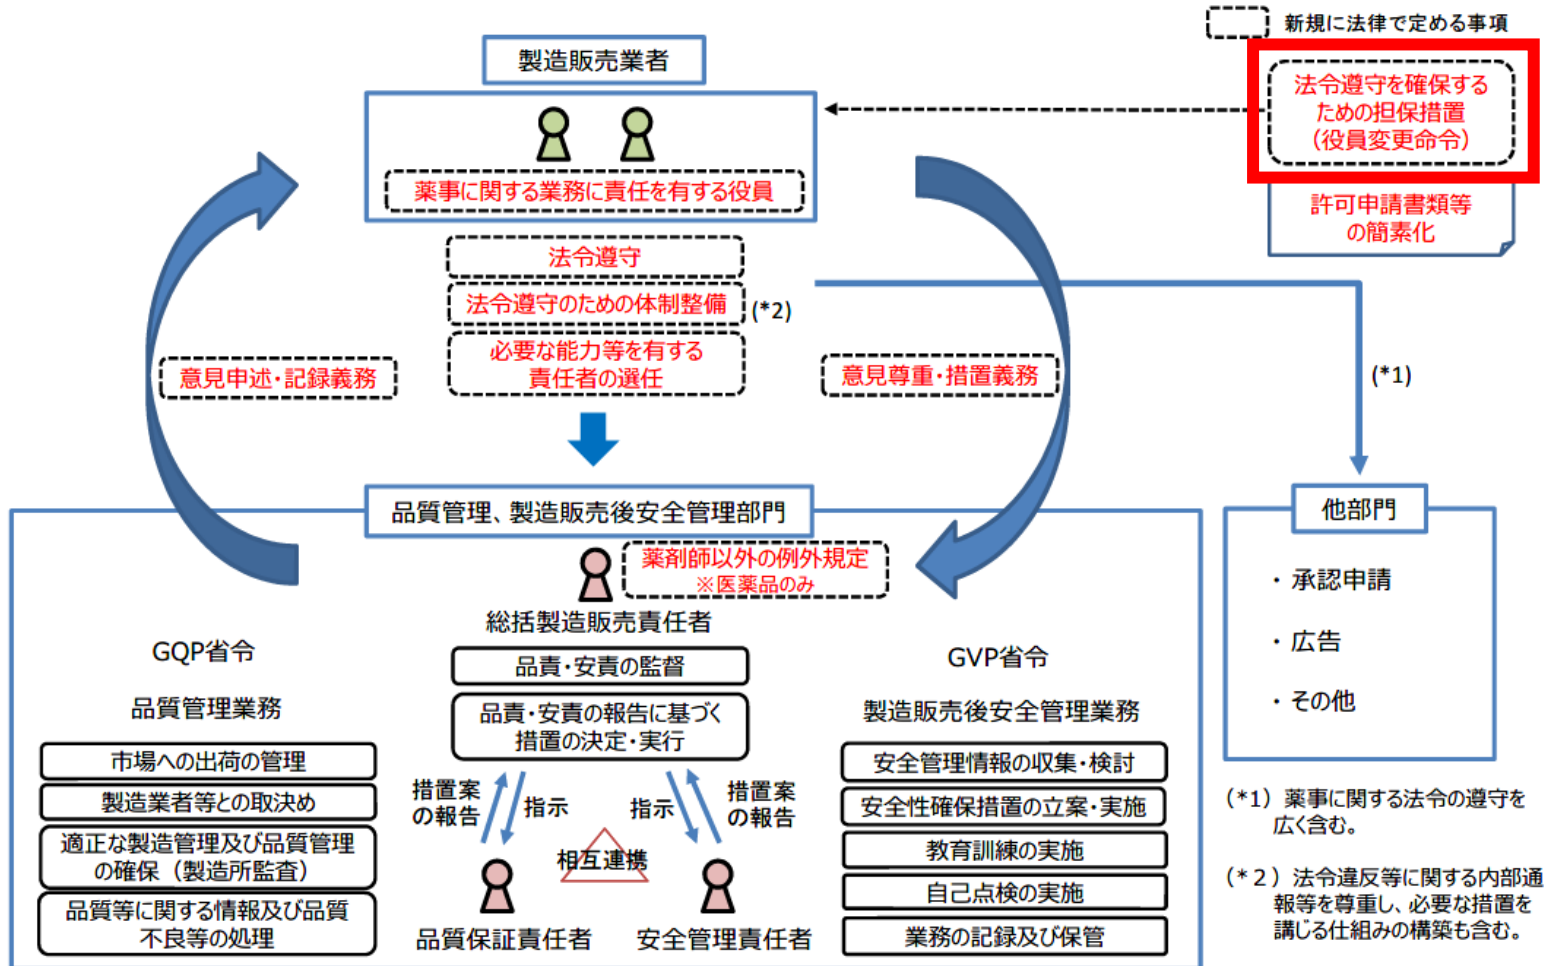 新規に法律で定める事項
製造販売業者
法令遵守を確保する
ための担保措置
（役員変更命令）
薬事に関する業務に責任を有する役員
許可申請書類等
の簡素化
法令遵守
法令遵守のための体制整備
(*2)
必要な能力等を有する
責任者の選任
意見申述・記録義務
意見尊重・措置義務
(*1)
品質管理、製造販売後安全管理部門
他部門
薬剤師以外の例外規定
※医薬品のみ
・ 承認申請
総括製造販売責任者
・ 広告
GQP省令
品責・安責の監督
GVP省令
・ その他
品質管理業務
品責・安責の報告に基づく
措置の決定・実行
製造販売後安全管理業務
市場への出荷の管理
製造業者等との取決め
適正な製造管理及び品質管理
の確保（製造所監査）
品質等に関する情報及び品質
不良等の処理
措置案
の報告
指示
指示
措置案
の報告
相互連携
品質保証責任者
安全管理責任者
安全管理情報の収集・検討
安全性確保措置の立案・実施
教育訓練の実施
自己点検の実施
業務の記録及び保管
（*1）薬事に関する法令の遵守を
広く含む。
（*２）法令違反等に関する内部通
報等を尊重し、必要な措置を
講じる仕組みの構築も含む。